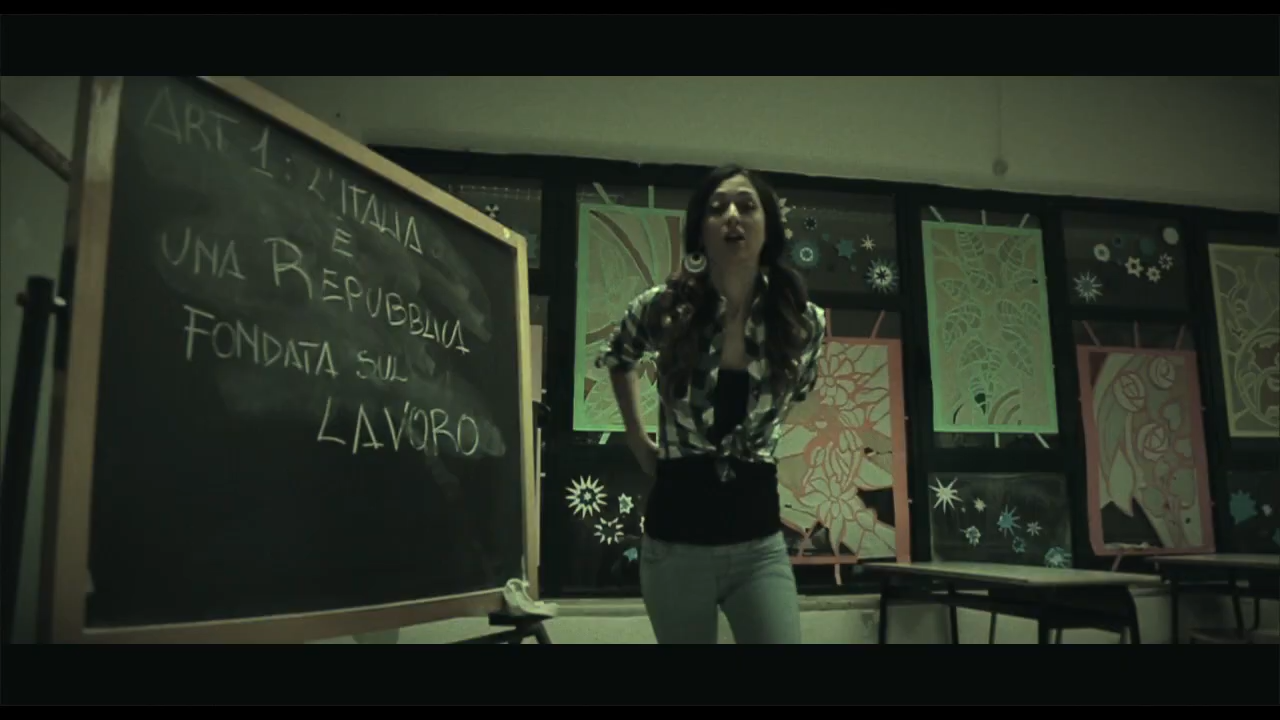 ART 1: L'ITALIA
È
UNA REPUBBLICA
FONDATA SUL
LAVORO